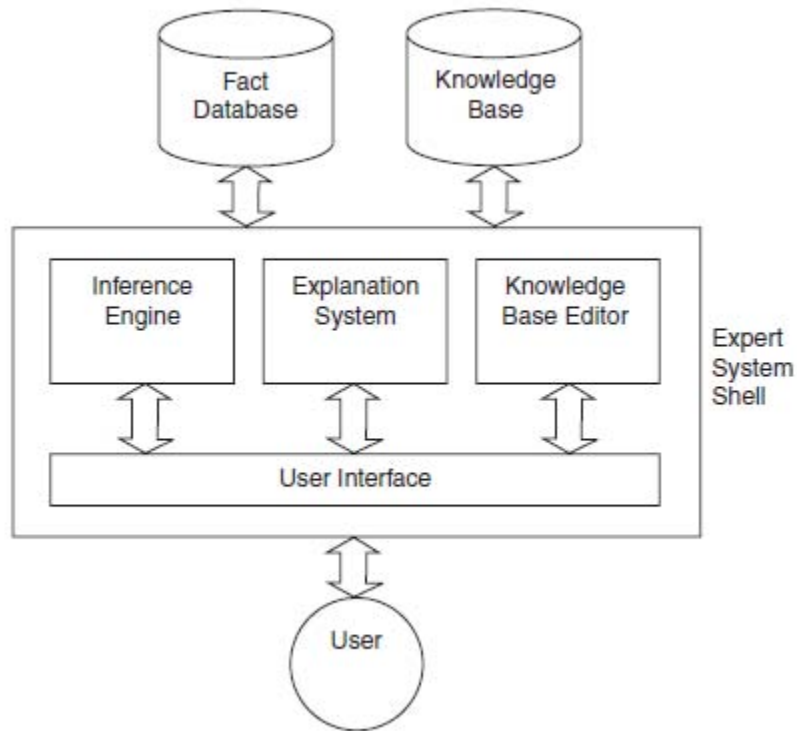 Fact
Database
Knowledge
Base
Inference
Engine
Explanation
System
Knowledge
Base Editor
Expert
System
Shell
User Interface
User